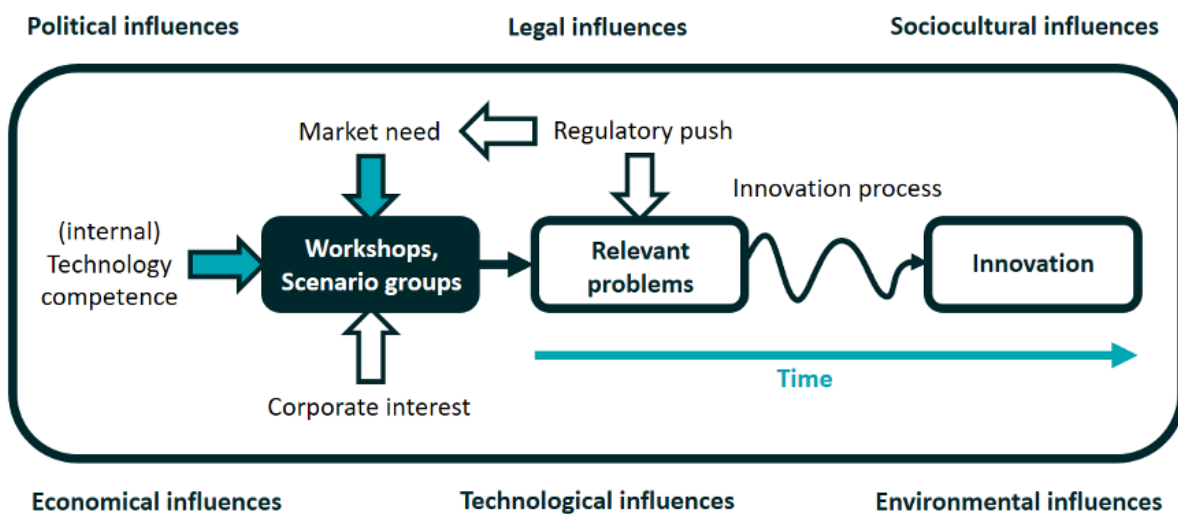 Political influences
Legal influences
Sociocultural influences
Market need
Regulatory push
Innovation process
(internal)
Technology
competence
Workshops,
Scenario groups
Relevant
problems
Innovation
Time
Corporate interest
Economical influences
Technological influences
Environmental influences